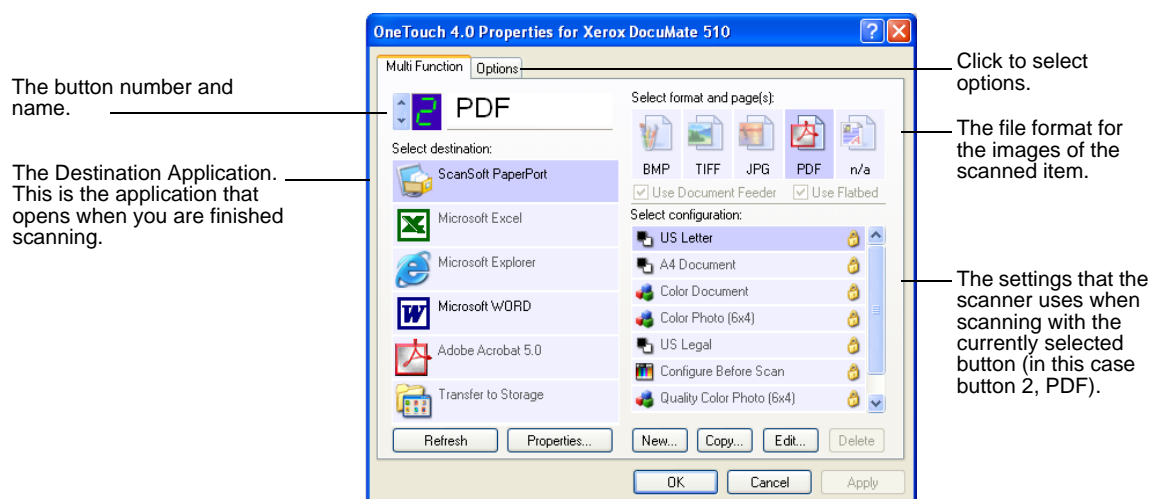 OneTouch 4.0 Properties for Xerox DocuMate 510
Multi Function
Options
2
PDF
Select destination:
ScanSoft PaperPort
Microsoft Excel
Microsoft Explorer
Microsoft WORD
Adobe Acrobat 5.0
Transfer to Storage
Refresh
Properties...
Select format and page(s):
BMP
TIFF
JPG
PDF
n/a
Use Document Feeder
Use Flatbed
Select configuration:
US Letter
A4 Document
Color Document
Color Photo (6x4)
US Legal
Configure Before Scan
Quality Color Photo (6x4)
New...
Copy...
Edit...
Delete
OK
Cancel
Apply
The button number and
name.
The Destination Application.
This is the application that
opens when you are finished
scanning.
Click to select
options.
The file format for
the images of the
scanned item.
The settings that the
scanner uses when
scanning with the
currently selected
button (in this case
button 2, PDF).